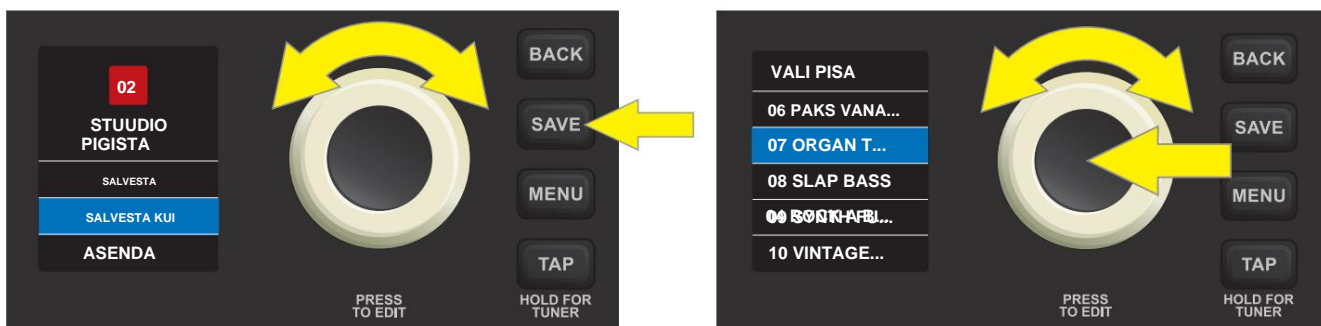 02
STUUDIO
PIGISTA
SALVESTA
SALVESTA KUI
ASENDA
BACK
SAVE
MENU
TAP
PRESS
TO EDIT
HOLD FOR
TUNER
VALI PISA
06 PAKS VANA...
07 ORGAN T...
08 SLAP BASS
10 VINTAGE...
BACK
SAVE
MENU
TAP
PRESS
TO EDIT
HOLD FOR
TUNER